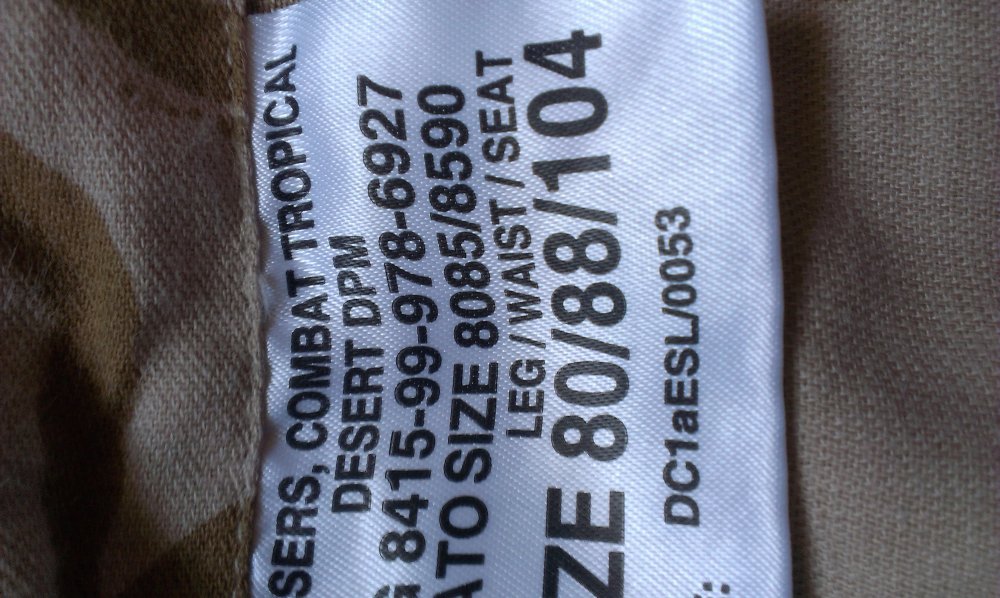 SERS, COMBAT TROPICAL
DESERT DPM
G 8415-99-978-6927
ATO SIZE 8085/8590
LEG / WAIST / SEAT
ZE 80/88/104
DC1aESL/0053